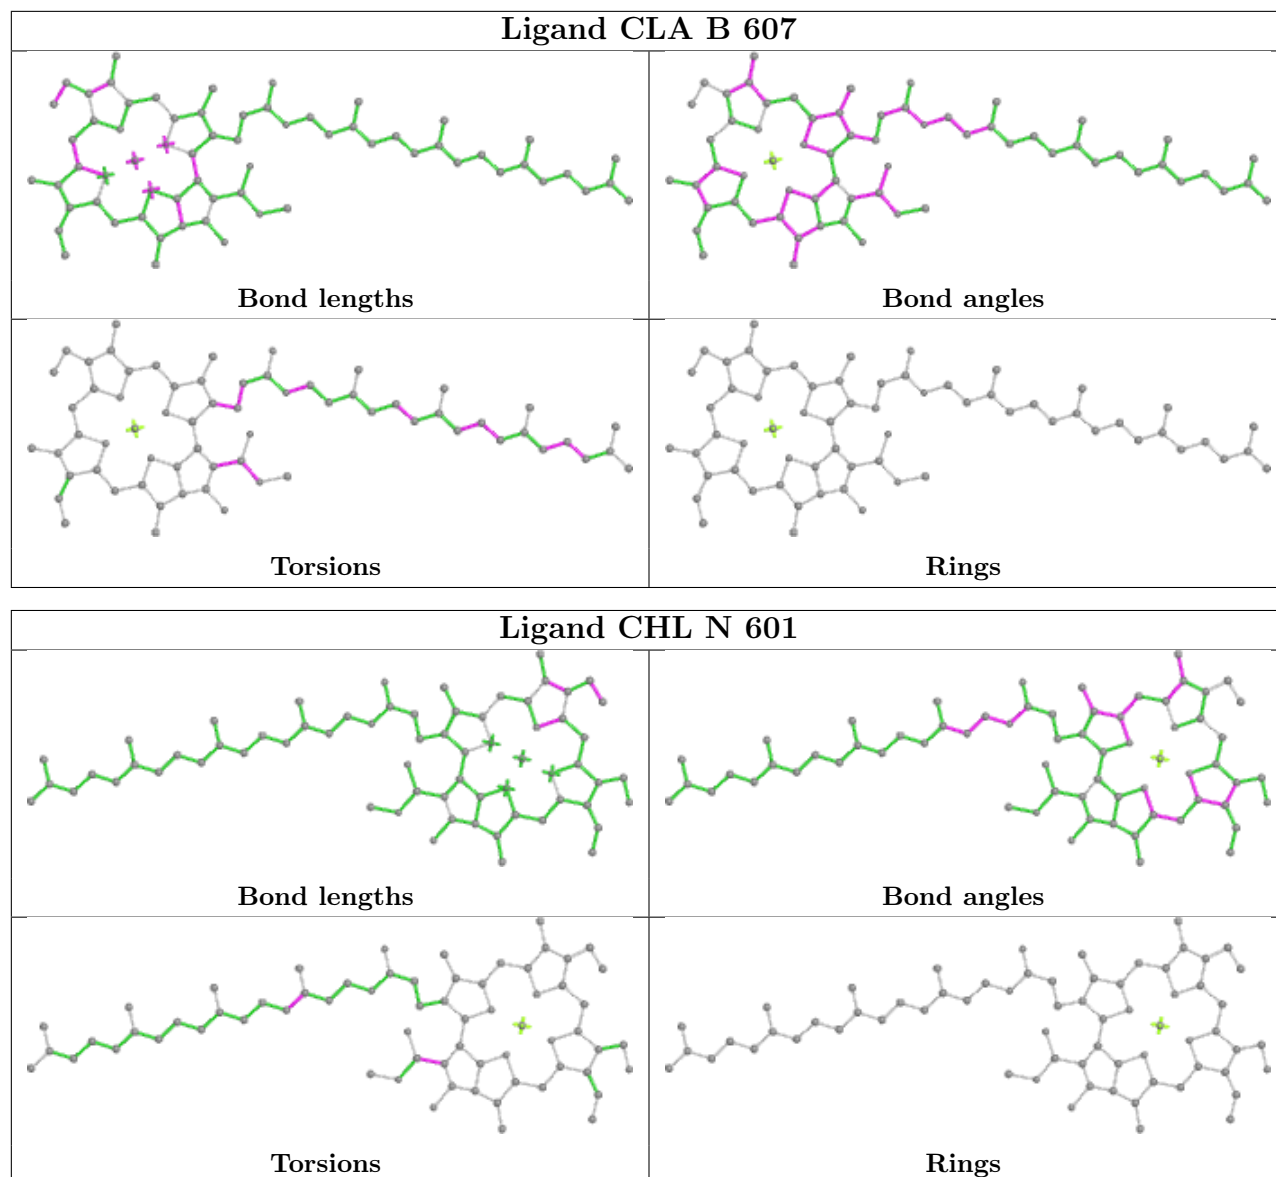 Ligand CLA B 607
Bond lengths
Bond angles
Torsions
Rings
Ligand CHL N 601
Bond lengths
Bond angles
Torsions
Rings